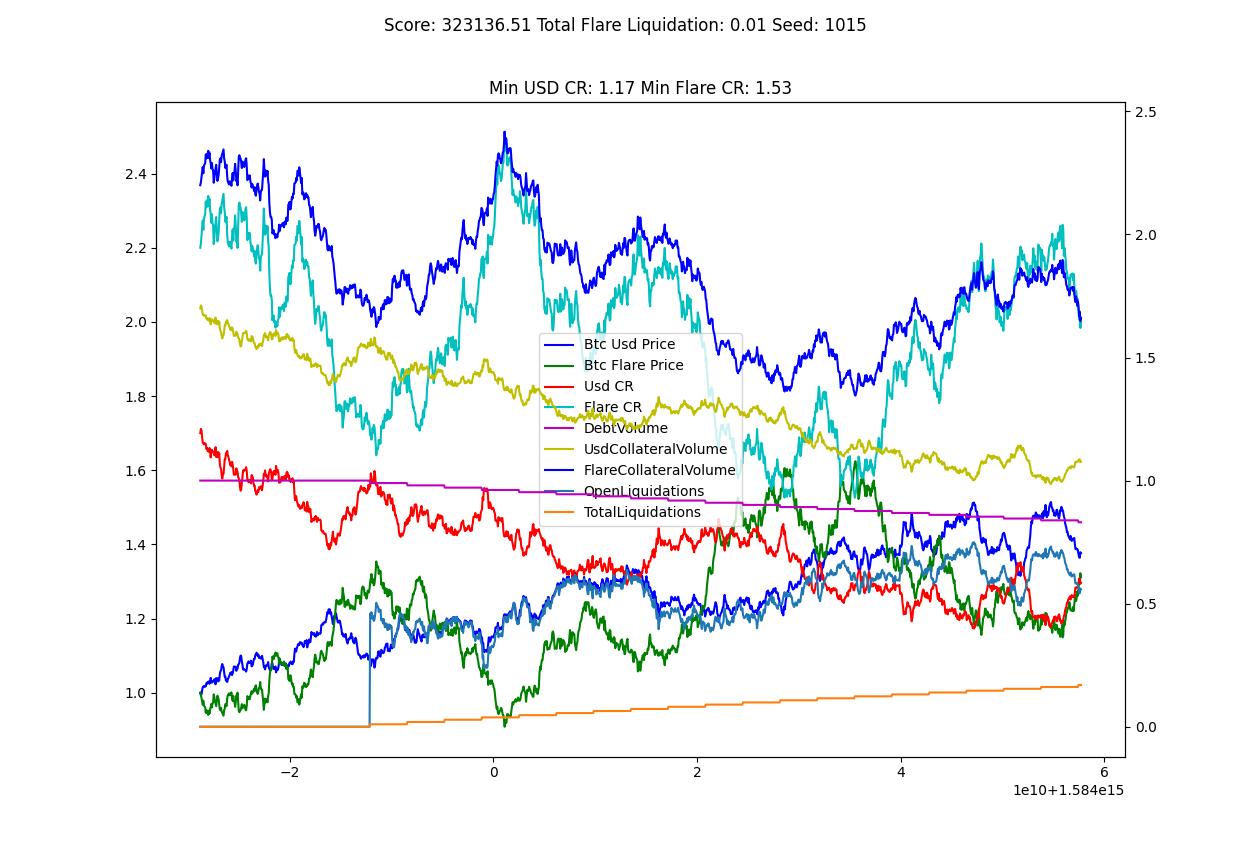 Score: 323136.51 Total Flare Liquidation: 0.01 Seed: 1015
Min USD CR: 1.17 Min Flare CR: 1.53
2.5
2.4
2.2
2.0
2.0
1.8
1.5
1.6
1.0
1.4
1.2
0.5
1.0
0.0
Btc Usd Price
Btc Flare Price
Usd CR
Flare CR
DebtVolume
UsdCollateralVolume
FlareCollateralVolume
OpenLiquidations
TotalLiquidations
−2 0 2 4 6
1e10+1.584e15